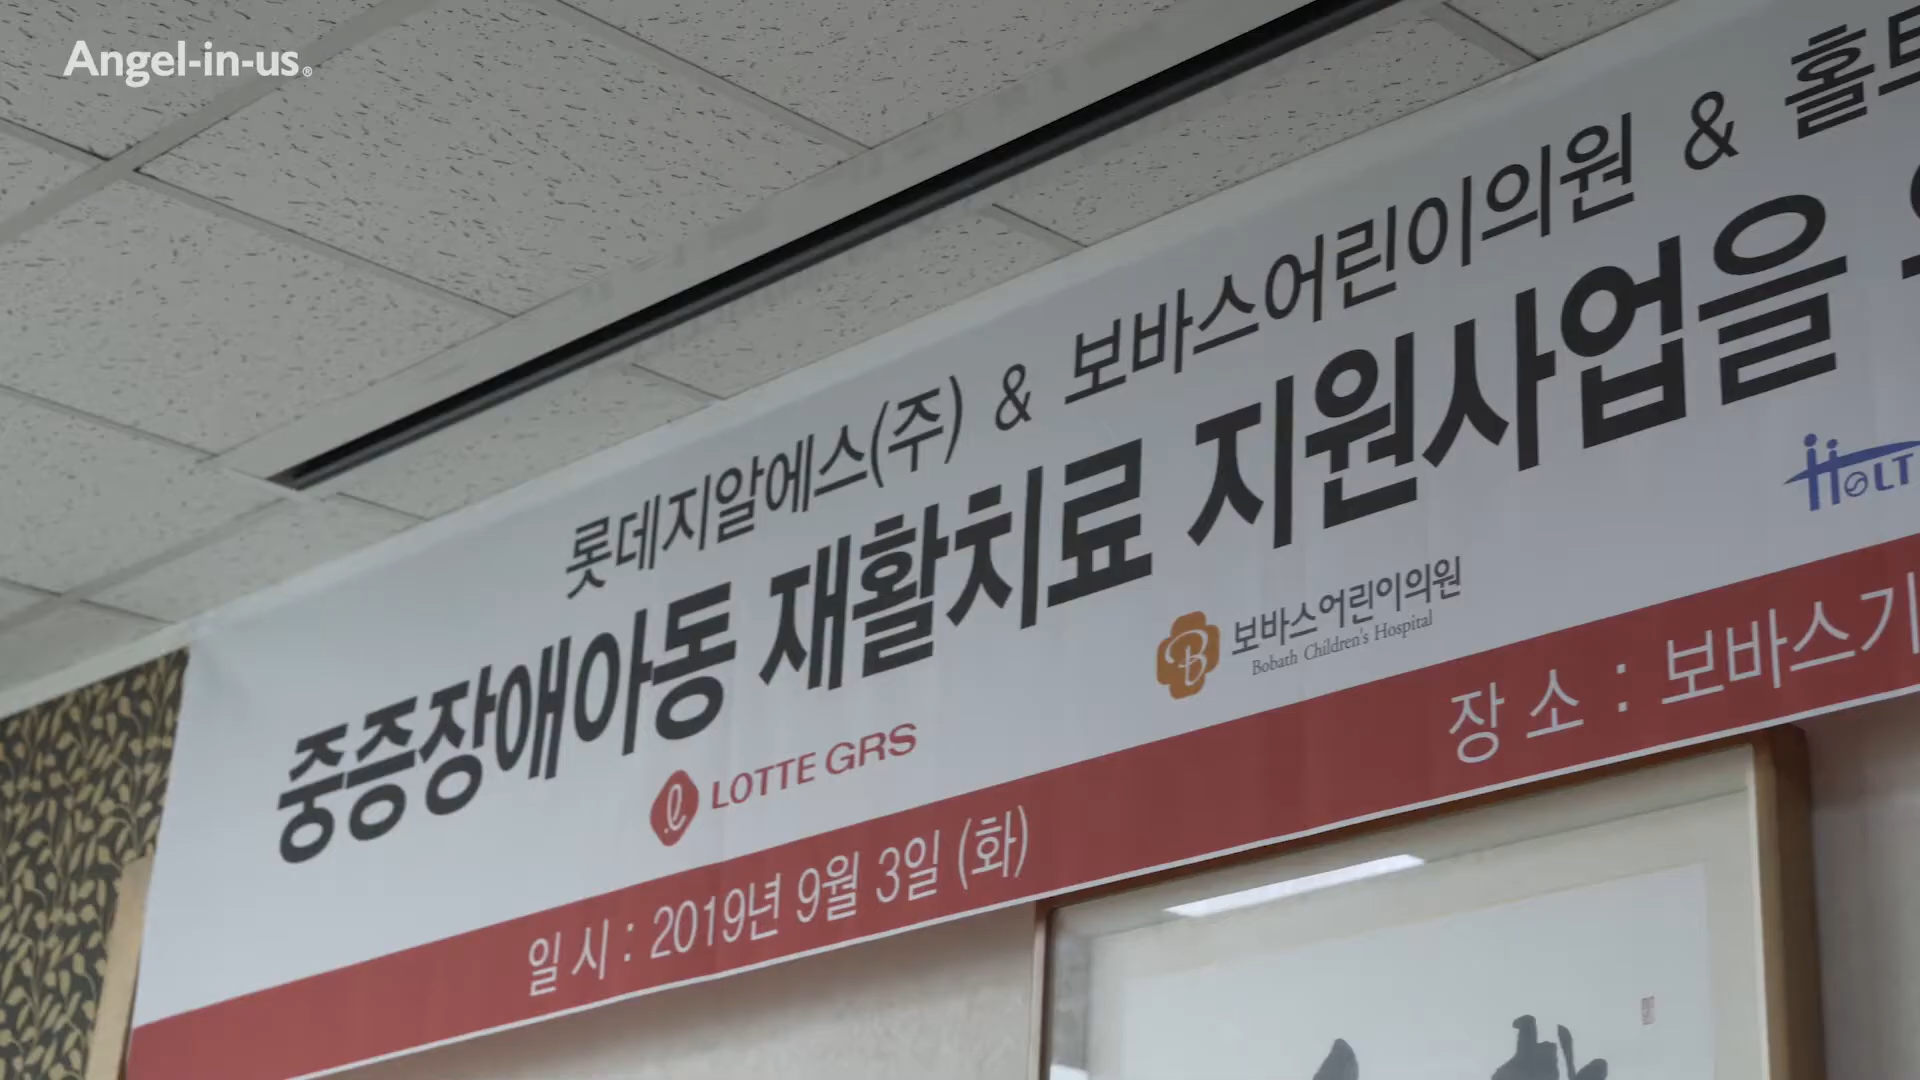 Angel-in-us®
롯데지알에스(주) & 보바스어린이의원 &
중증장애아동 재활치료 지원사업을
LOTTE GRS
보바스어린이의원
Bobath Children's Hospital
HOLT
일 시 : 2019년 9월 3일 (화)
장 소 : 보바스기